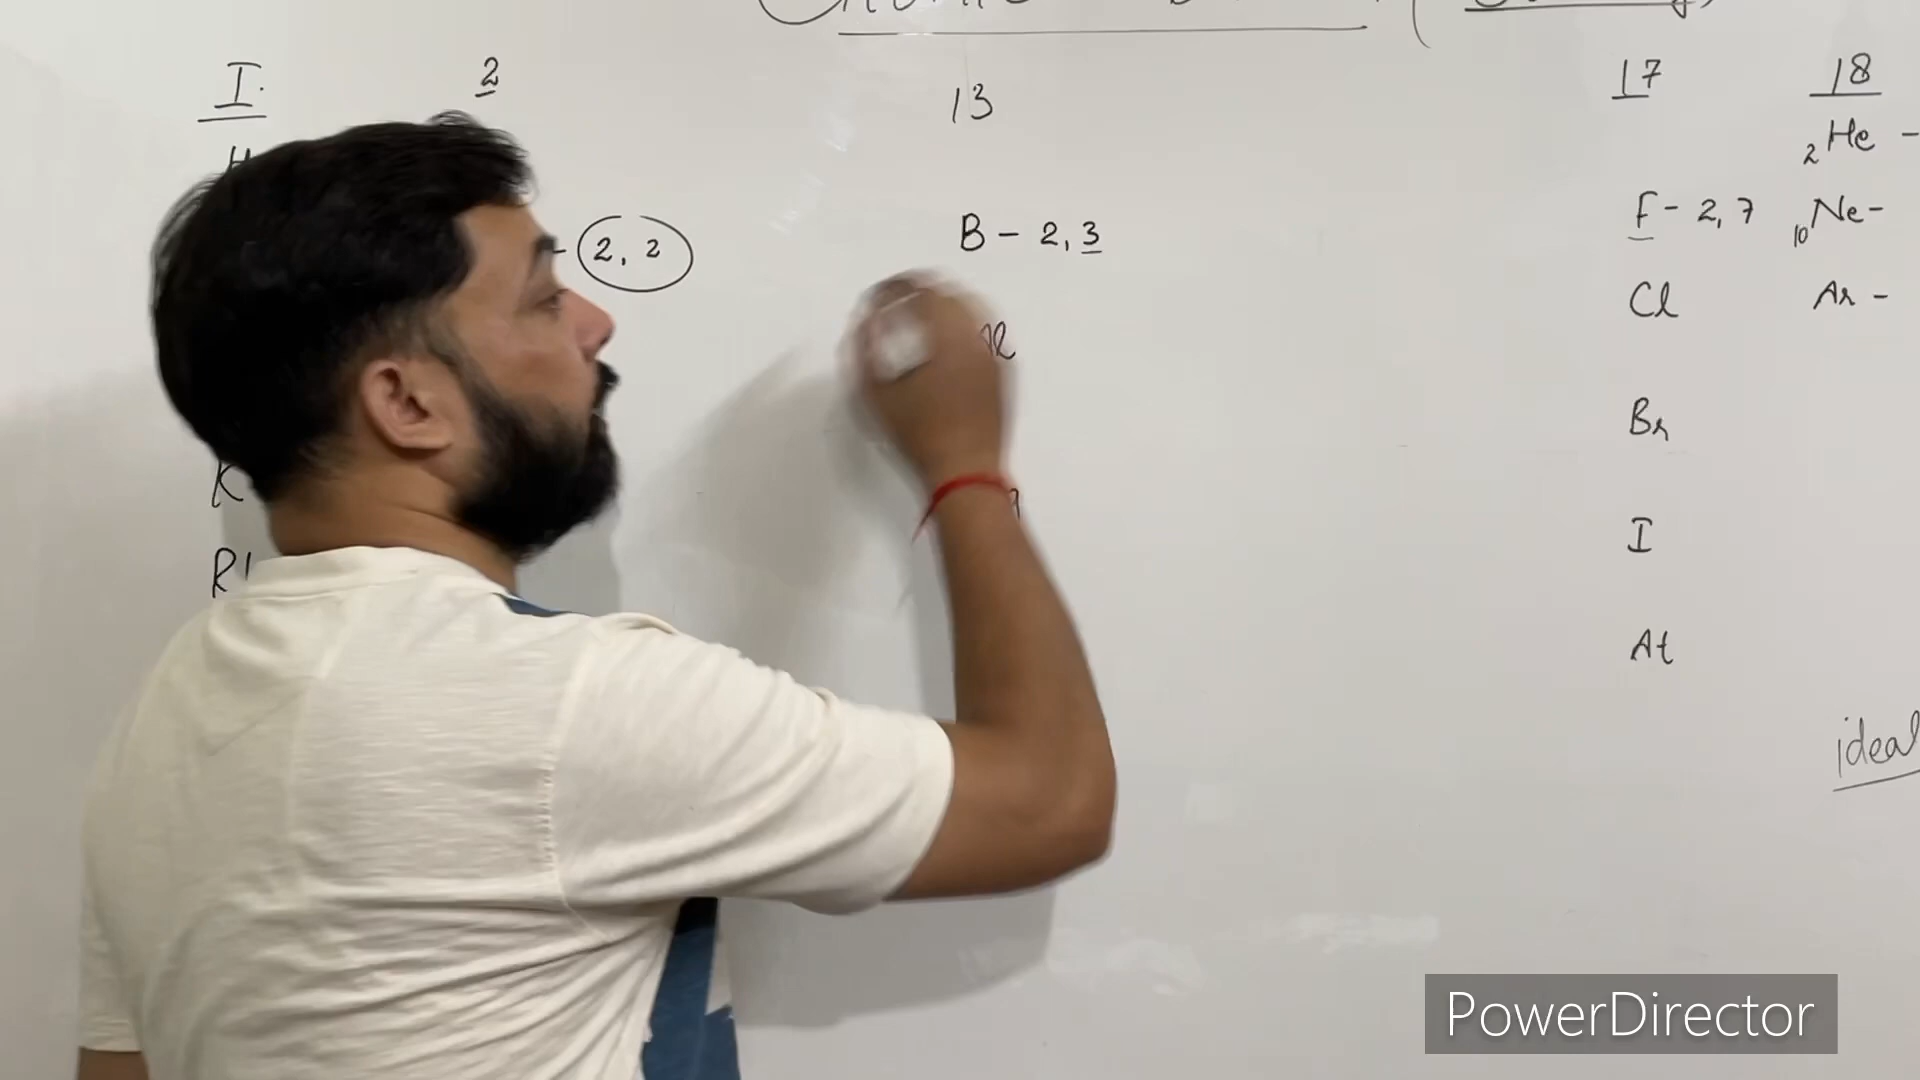 I. 2 13 17 18
2He -
- 2, 2 B - 2, 3 F - 2, 7 10Ne -
Cl Ar -
Br
K
I
At
ideal
PowerDirector